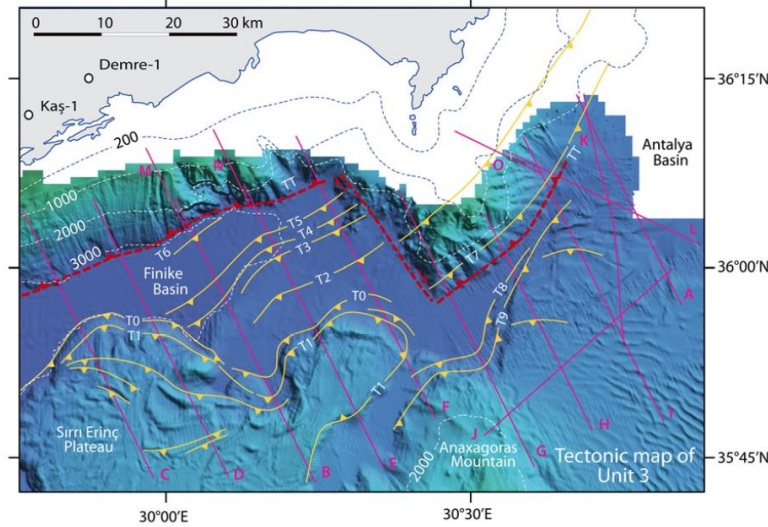 0 10 20 30 km
Demre-1
Kaş-1
36°15'N
200
K
Antalya
Basin
M
N
O
TT
TT
1000
2000
3000
T5
T4
T3
T6
T7
L
Finike
Basin
36°00'N
T2
T8
A
T0
T0
T9
T1
T1
T1
F
Sırrı Erinç
Plateau
J
H
I
Anaxagoras
Mountain
2000
G
Tectonic map of
Unit 3
C
D
B
E
35°45'N
30°00'E
30°30'E